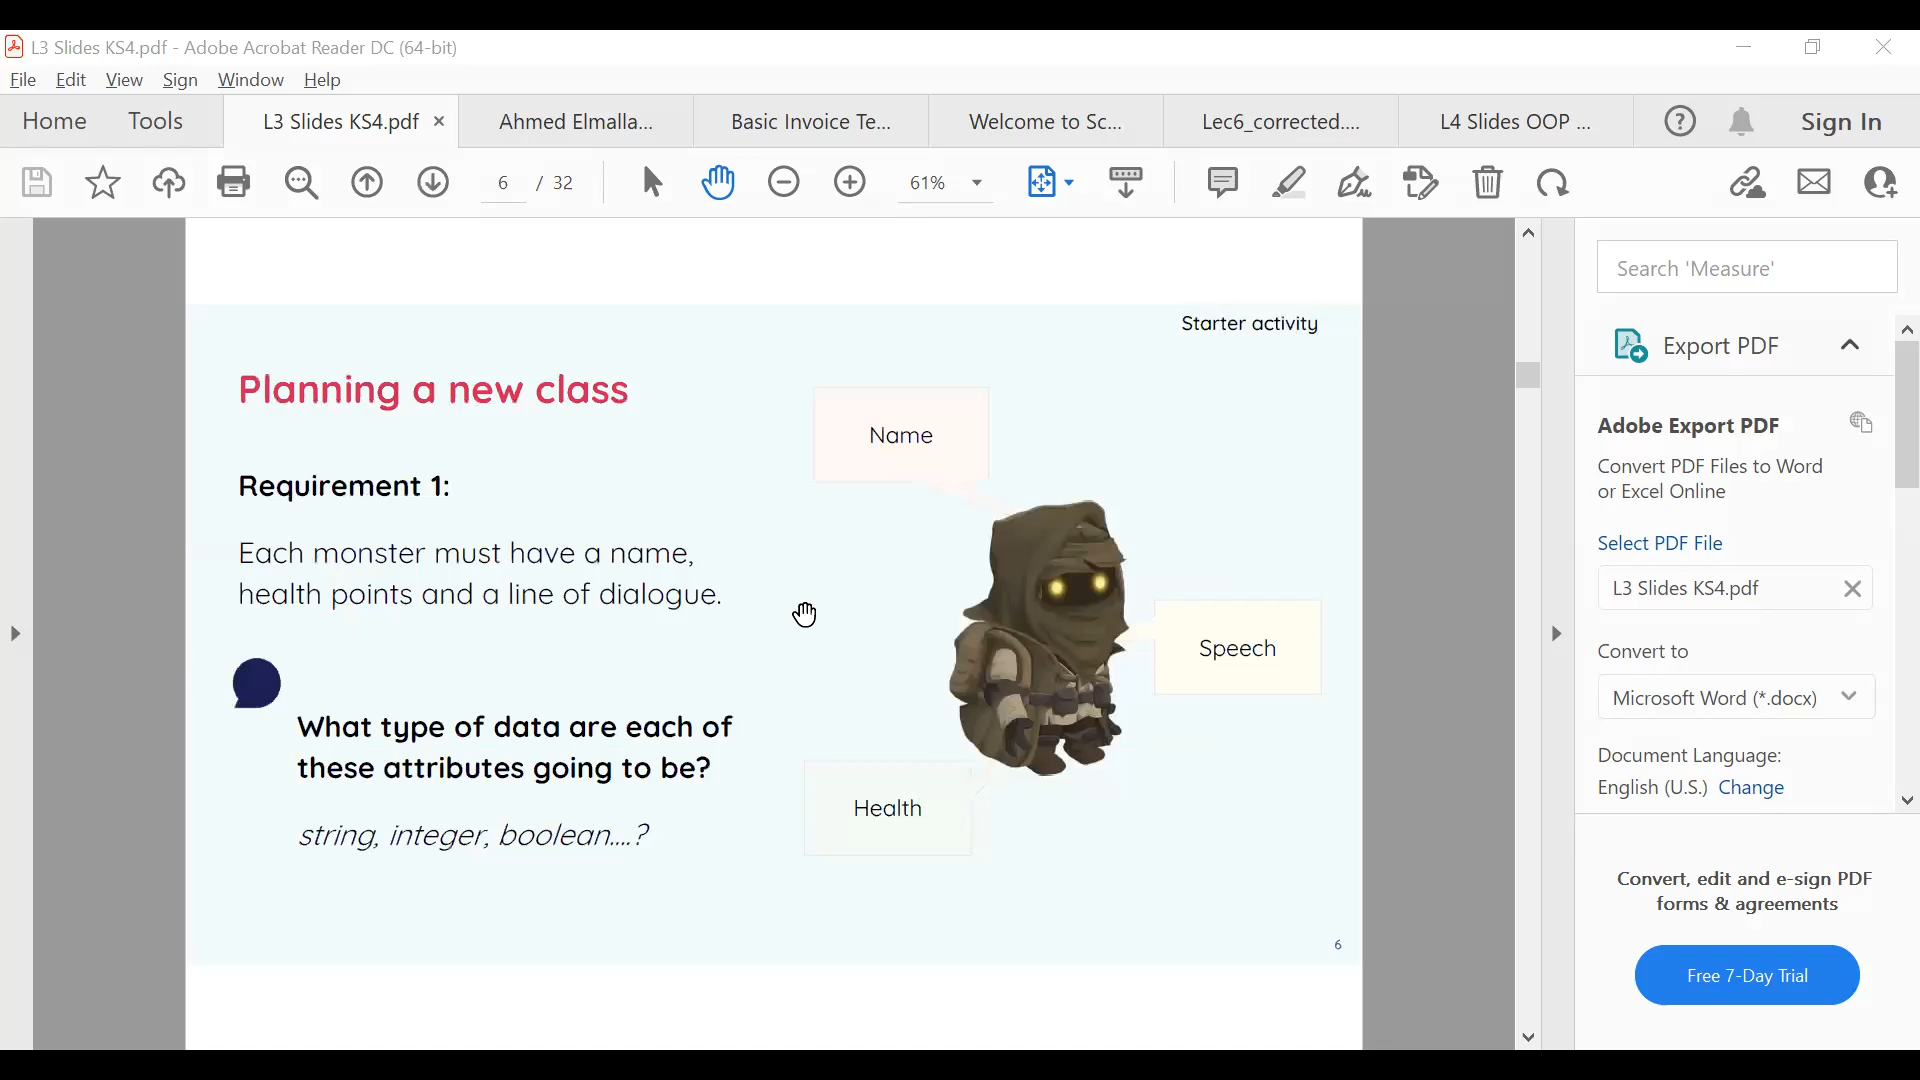 L3 Slides KS4.pdf - Adobe Acrobat Reader DC (64-bit)
File Edit View Sign Window Help
Home Tools L3 Slides KS4.pdf × Ahmed Elmalla... Basic Invoice Te... Welcome to Sc... Lec6_corrected.... L4 Slides OOP ... Sign In
6 / 32 61%
Starter activity
Planning a new class
Requirement 1:
Each monster must have a name,
health points and a line of dialogue.
What type of data are each of
these attributes going to be?
string, integer, boolean....?
Name
Speech
Health
6
Search 'Measure'
Export PDF
Adobe Export PDF
Convert PDF Files to Word
or Excel Online
Select PDF File
L3 Slides KS4.pdf
Convert to
Microsoft Word (*.docx)
Document Language:
English (U.S.) Change
Convert, edit and e-sign PDF
forms & agreements
Free 7-Day Trial